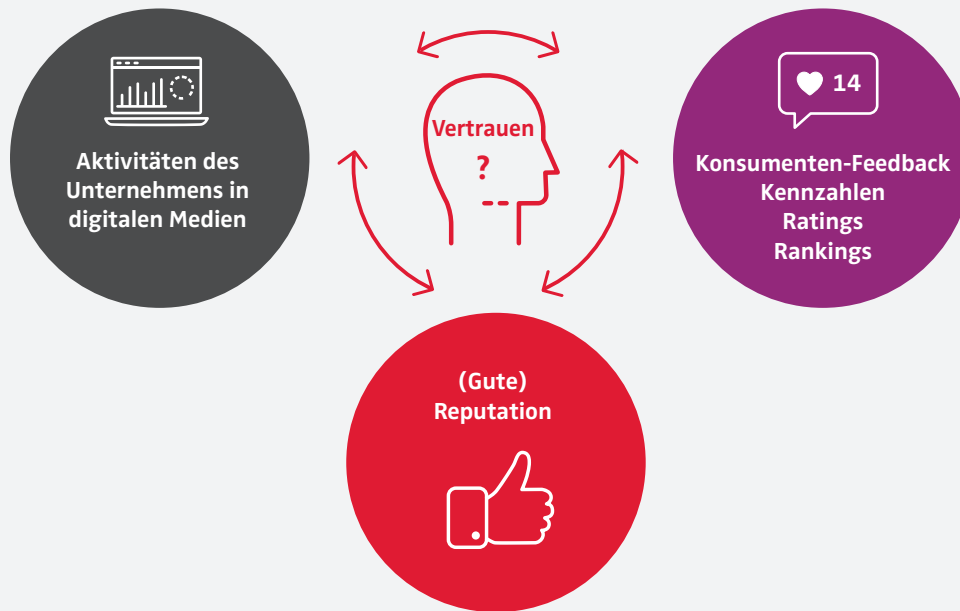 Aktivitäten des
Unternehmens in
digitalen Medien
Vertrauen
?
14
Konsumenten-Feedback
Kennzahlen
Ratings
Rankings
(Gute)
Reputation